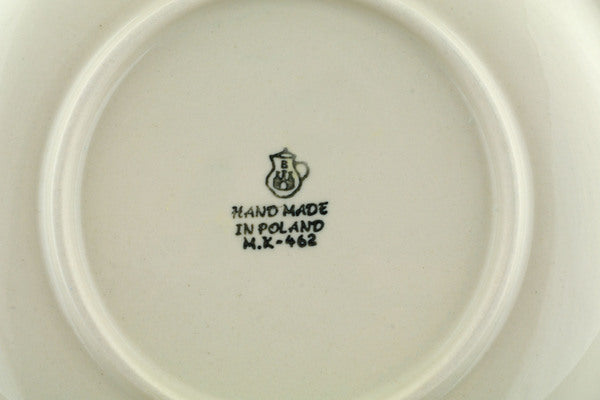 B
HAND MADE
IN POLAND
M.K-462